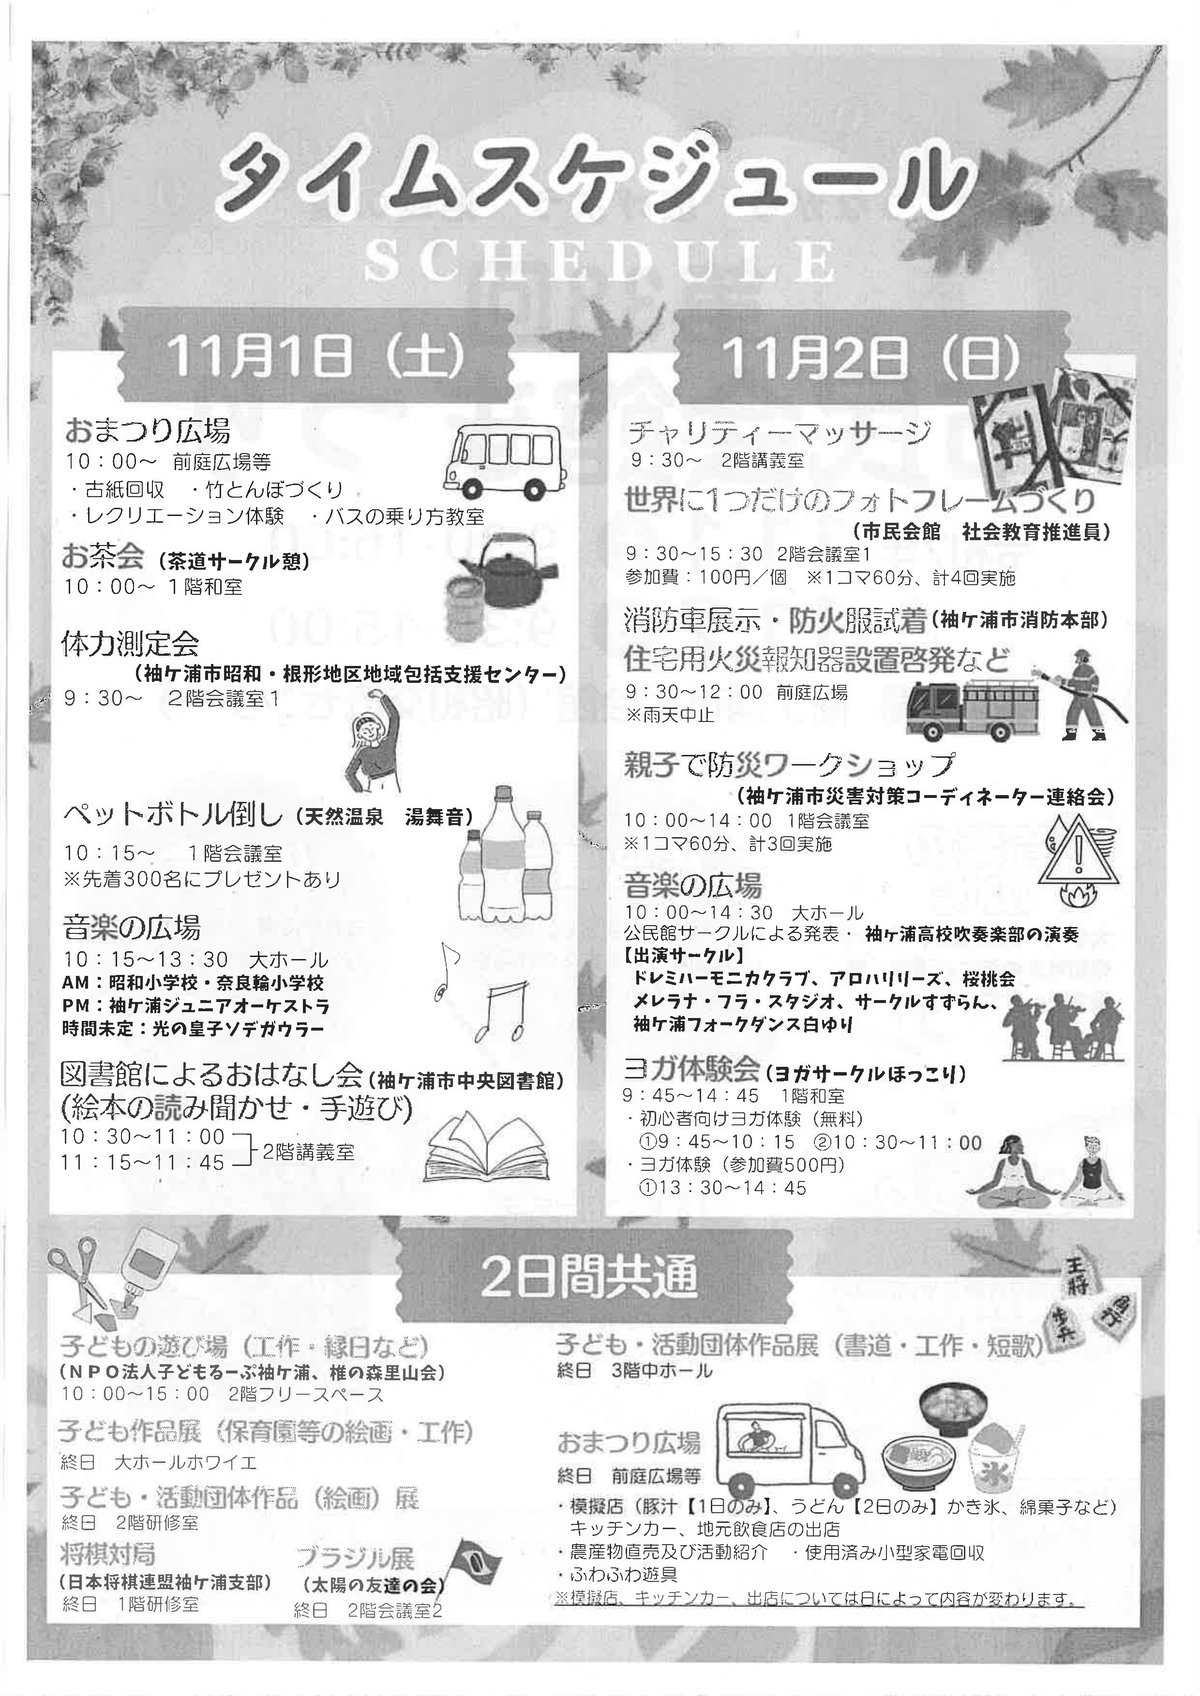 タイムスケジュール
SCHEDULE
11月1日（土）
おまつり広場
10：00～ 前庭広場等
・古紙回収 ・竹とんぼづくり
・レクリエーション体験 ・バスの乗り方教室
お茶会（茶道サークル憩）
10：00～ 1階和室
体力測定会
（袖ケ浦市昭和・根形地区地域包括支援センター）
9：30～ 2階会議室1
ペットボトル倒し（天然温泉 湯舞音）
10：15～ 1階会議室
※先着300名にプレゼントあり
音楽の広場
10：15～13：30 大ホール
AM：昭和小学校・奈良輪小学校
PM：袖ケ浦ジュニアオーケストラ
時間未定：光の皇子ソデガウラー
図書館によるおはなし会（袖ケ浦市中央図書館）
(絵本の読み聞かせ・手遊び)
10：30～11：00
11：15～11：45
2階講義室
11月2日（日）
チャリティーマッサージ
9：30～ 2階講義室
世界に1つだけのフォトフレームづくり
（市民会館 社会教育推進員）
9：30～15：30 2階会議室1
参加費：100円／個 ※1コマ60分、計4回実施
消防車展示・防火服試着（袖ケ浦市消防本部）
住宅用火災報知器設置啓発など
9：30～12：00 前庭広場
※雨天中止
親子で防災ワークショップ
（袖ケ浦市災害対策コーディネーター連絡会）
10：00～14：00 1階会議室
※1コマ60分、計3回実施
音楽の広場
10：00～14：30 大ホール
公民館サークルによる発表・ 袖ヶ浦高校吹奏楽部の演奏
【出演サークル】
ドレミハーモニカクラブ、アロハリリーズ、桜桃会
メレラナ・フラ・スタジオ、サークルすずらん、
袖ケ浦フォークダンス白ゆり
ヨガ体験会（ヨガサークルほっこり）
9：45～14：45 1階和室
・初心者向けヨガ体験（無料）
①9：45～10：15 ②10：30～11：00
・ヨガ体験（参加費500円）
①13：30～14：45
2日間共通
王将
角行
歩兵
子どもの遊び場（工作・縁日など）
（NPO法人子どもるーぷ袖ケ浦、椎の森里山会）
10：00～15：00 2階フリースペース
子ども作品展（保育園等の絵画・工作）
終日 大ホールホワイエ
子ども・活動団体作品（絵画）展
終日 2階研修室
将棋対局
（日本将棋連盟袖ケ浦支部）
終日 1階研修室
ブラジル展
（太陽の友達の会）
終日 2階会議室2
子ども・活動団体作品展（書道・工作・短歌）
終日 3階中ホール
おまつり広場
終日 前庭広場等
氷
・模擬店（豚汁【1日のみ】、うどん【2日のみ】かき氷、綿菓子など）
キッチンカー、地元飲食店の出店
・農産物直売及び活動紹介 ・使用済み小型家電回収
・ふわふわ遊具
※模擬店、キッチンカー、出店については日によって内容が変わります。